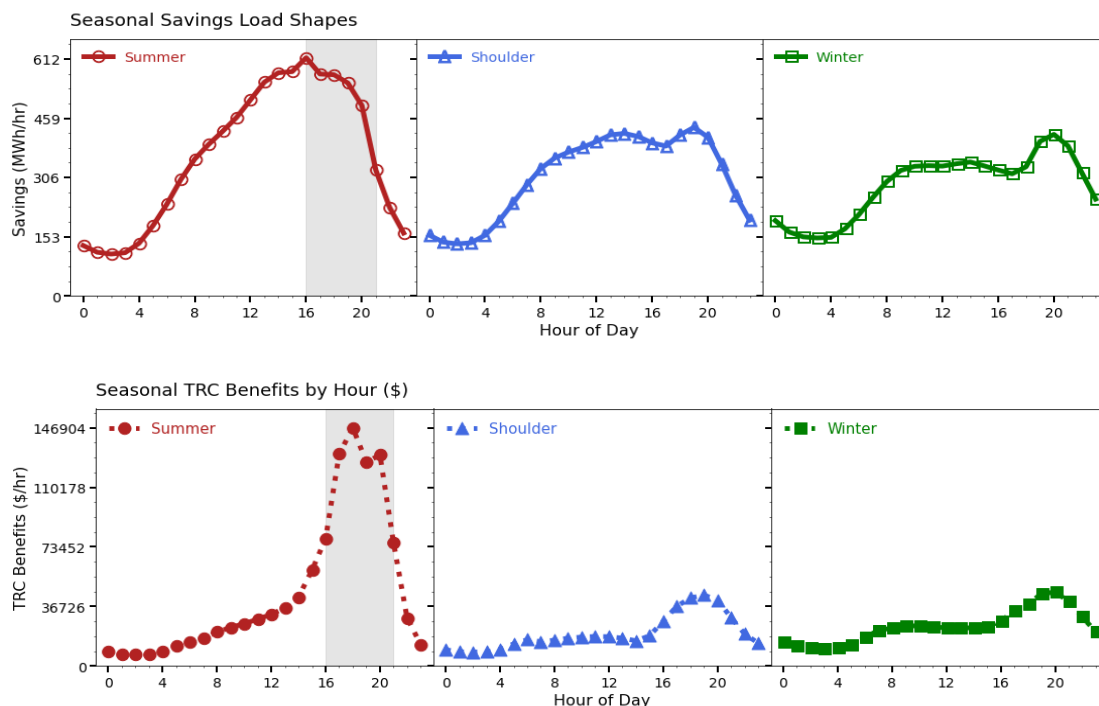 Seasonal Savings Load Shapes
Savings (MWh/hr)
612
459
306
153
0
Summer
Shoulder
Winter
0 4 8 12 16 20 0 4 8 12 16 20 0 4 8 12 16 20
Hour of Day
Seasonal TRC Benefits by Hour ($)
TRC Benefits ($/hr)
146904
110178
73452
36726
0
Summer
Shoulder
Winter
0 4 8 12 16 20 0 4 8 12 16 20 0 4 8 12 16 20
Hour of Day